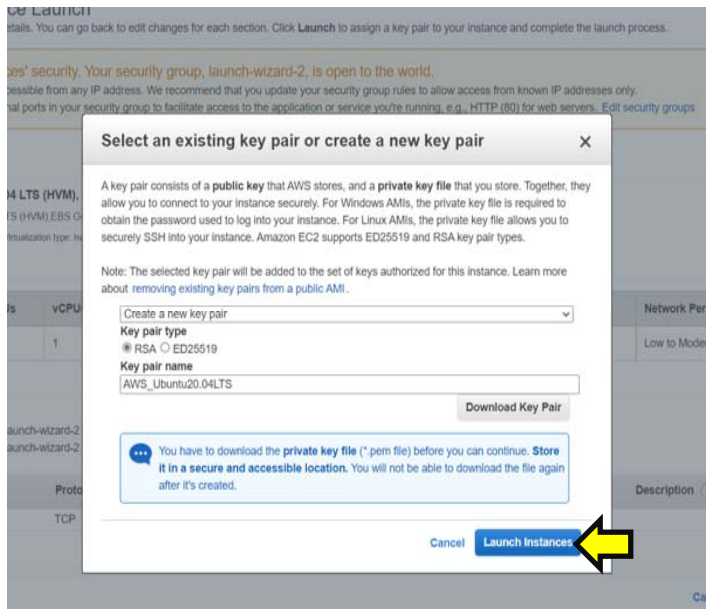 ce Launch
etails. You can go back to edit changes for each section. Click Launch to assign a key pair to your instance and complete the launch process.
ces' security. Your security group, launch-wizard-2, is open to the world.
cessible from any IP address. We recommend that you update your security group rules to allow access from known IP addresses only.
nal ports in your security group to facilitate access to the application or service you're running, e.g., HTTP (80) for web servers. Edit security groups
Select an existing key pair or create a new key pair
×
A key pair consists of a public key that AWS stores, and a private key file that you store. Together, they
allow you to connect to your instance securely. For Windows AMIs, the private key file is required to
obtain the password used to log into your instance. For Linux AMIs, the private key file allows you to
securely SSH into your instance. Amazon EC2 supports ED25519 and RSA key pair types.
Note: The selected key pair will be added to the set of keys authorized for this instance. Learn more
about removing existing key pairs from a public AMI.
Create a new key pair
Key pair type
RSA ED25519
Key pair name
AWS_Ubuntu20.04LTS
Download Key Pair
You have to download the private key file (*.pem file) before you can continue. Store
it in a secure and accessible location. You will not be able to download the file again
after it's created.
Cancel Launch Instances
04 LTS (HVM),
TS (HVM),EBS G
Virtualization type:
Is vCPU Network Per
1 Low to Mode
launch-wizard-2
launch-wizard-2
Proto Description
TCP
Ca